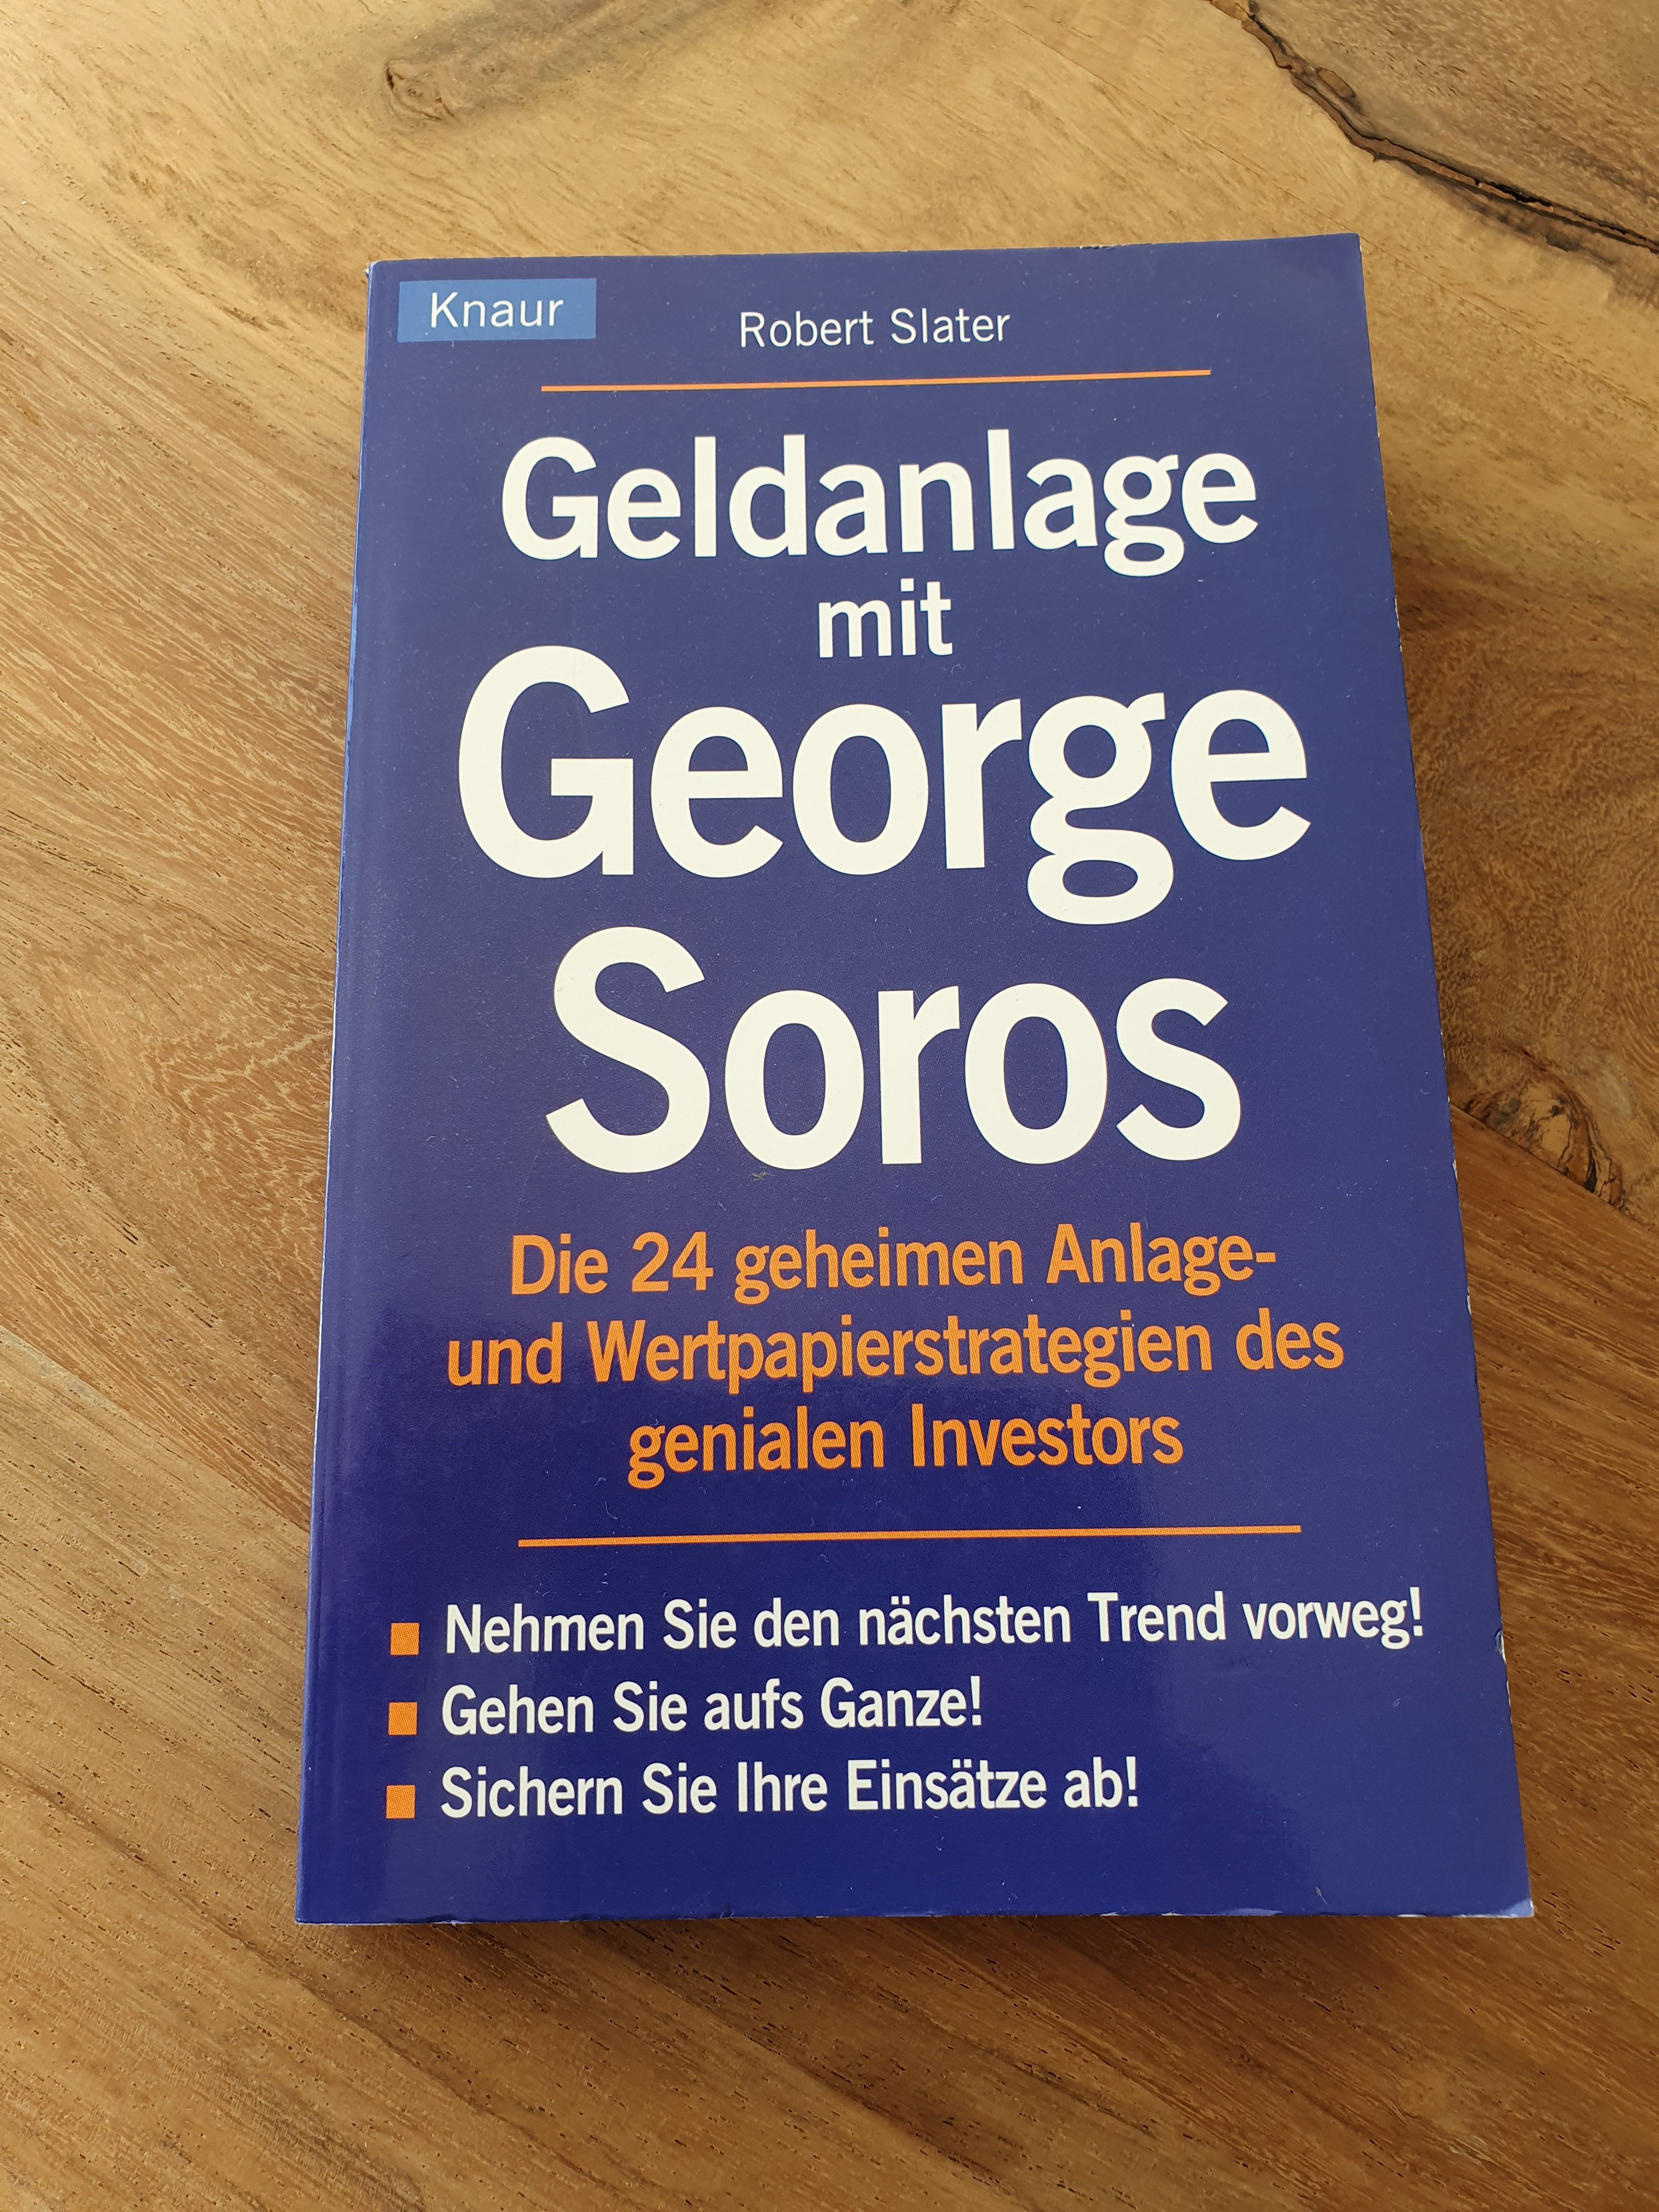 Knaur
Robert Slater
Geldanlage
mit
George
Soros
Die 24 geheimen Anlage-
und Wertpapierstrategien des
genialen Investors
Nehmen Sie den nächsten Trend vorweg!
Gehen Sie aufs Ganze!
Sichern Sie Ihre Einsätze ab!